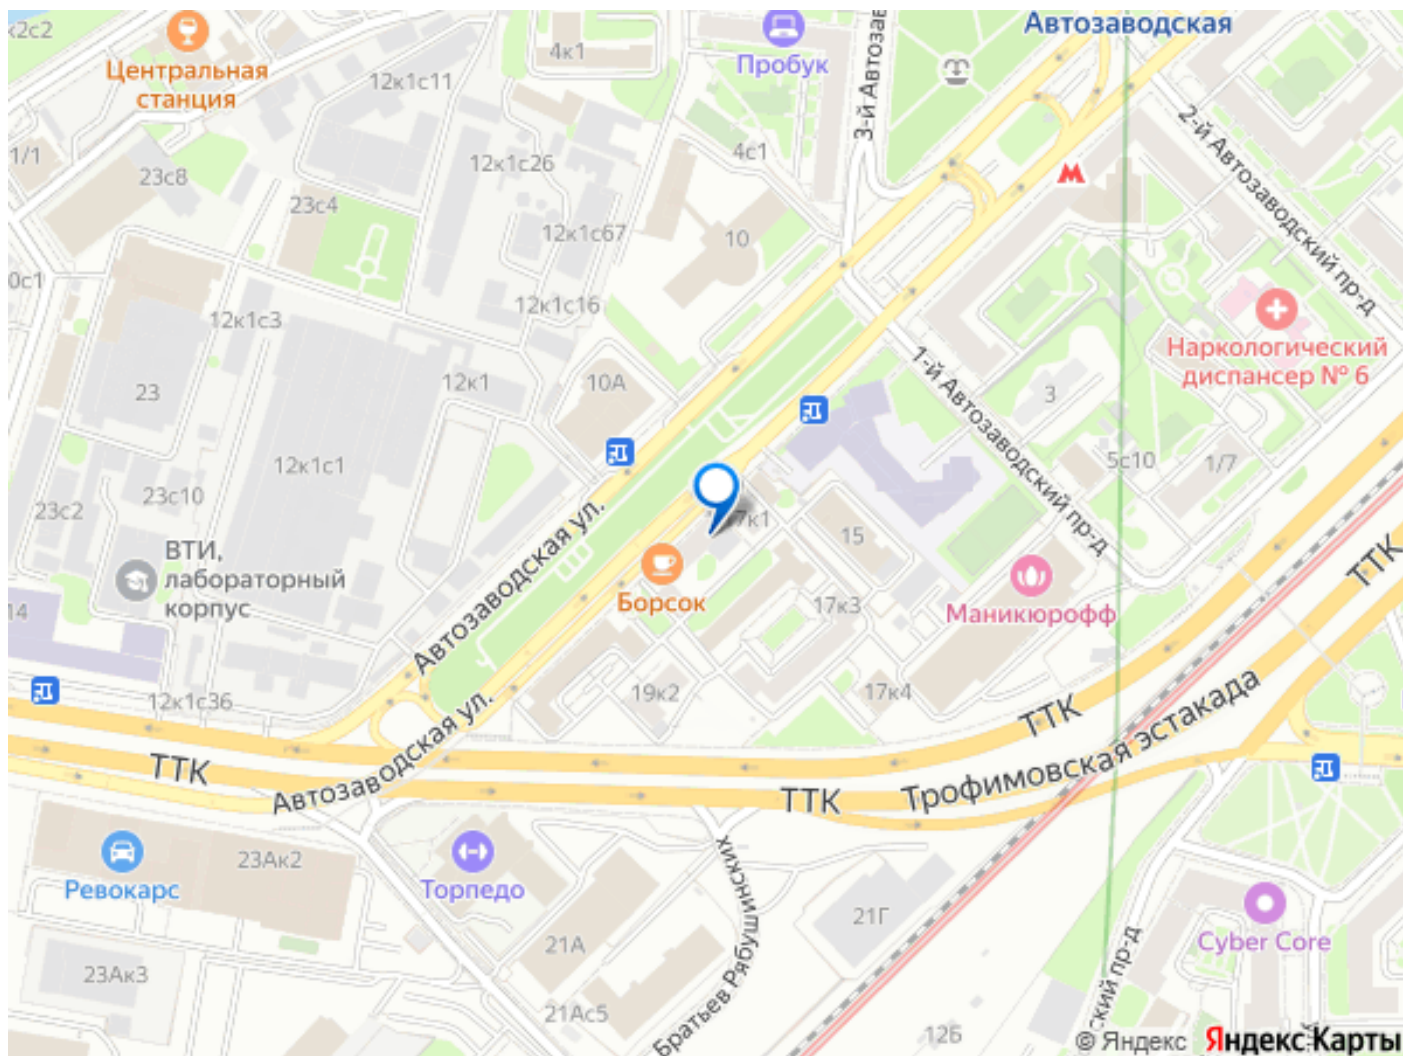 к2с2
Центральная
станция
12к1с11
4к1
Пробук
3-й Автозав
Автозаводская
2-й Автозаводский пр-д
1/1
23с8
23с4
12к1с26
4с1
12к1с67
10
0с1
12к1с3
12к1с16
Наркологический
диспансер № 6
1-й Автозаводский пр-д
23
12к1
10А
3
12к1с1
5с10
1/7
23с10
23с2
7к1
15
Автозаводская ул.
ВТИ,
лабораторный
корпус
14
Борсок
17к3
Маникюрофф
ТТК
12к1с36
19к2
17к4
ТТК
Автозаводская ул.
ТТК
ТТК
Трофимовская эстакада
23Ак2
Ревокарс
Торпедо
Братьев Рябушинских
21Г
21А
Cyber Core
23Ак3
21Ас5
12Б
ский пр-д
© Яндекс
Яндекс Карты